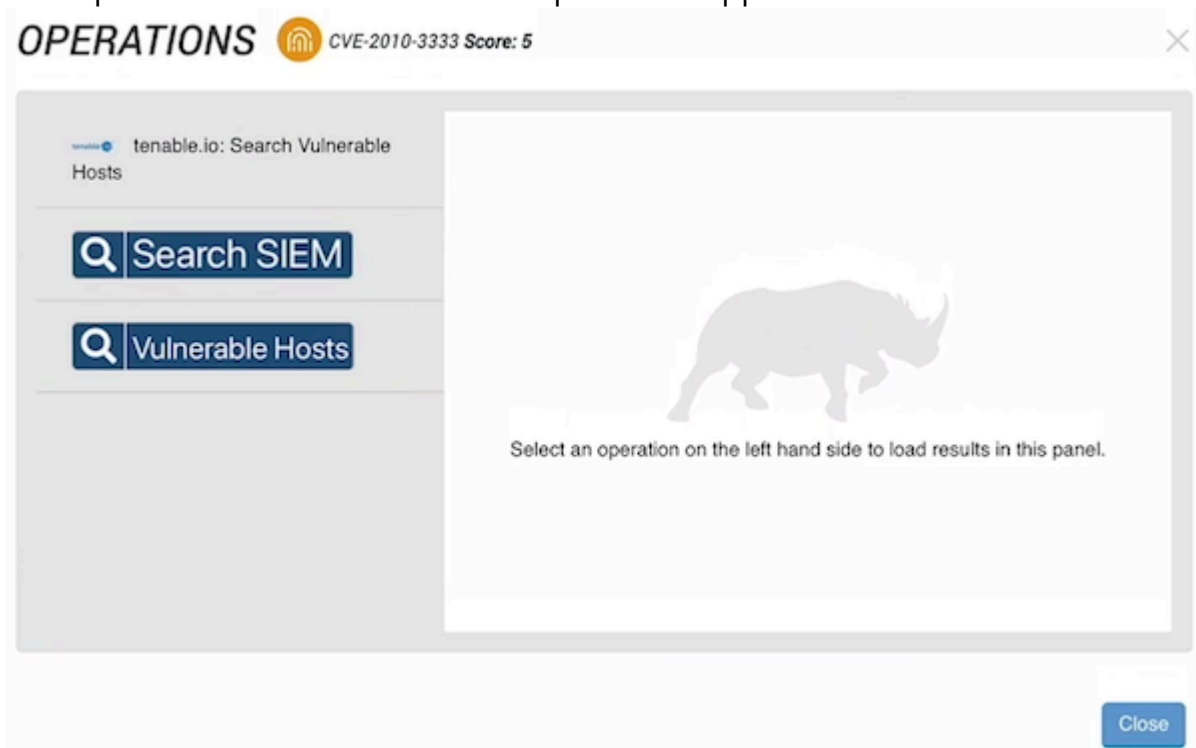 OPERATIONS CVE-2010-3333 Score: 5
tenable.io: Search Vulnerable
Hosts
Search SIEM
Vulnerable Hosts
Select an operation on the left hand side to load results in this panel.
Close